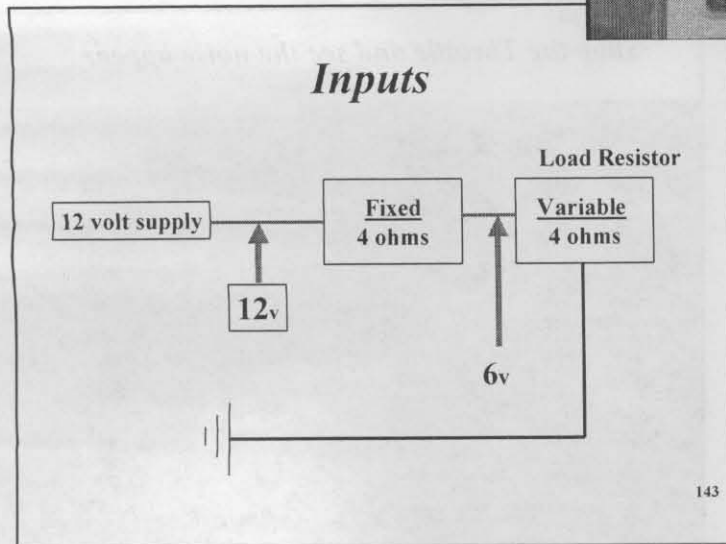 Inputs
Load Resistor
12 volt supply
Fixed
4 ohms
Variable
4 ohms
12v
6v
143